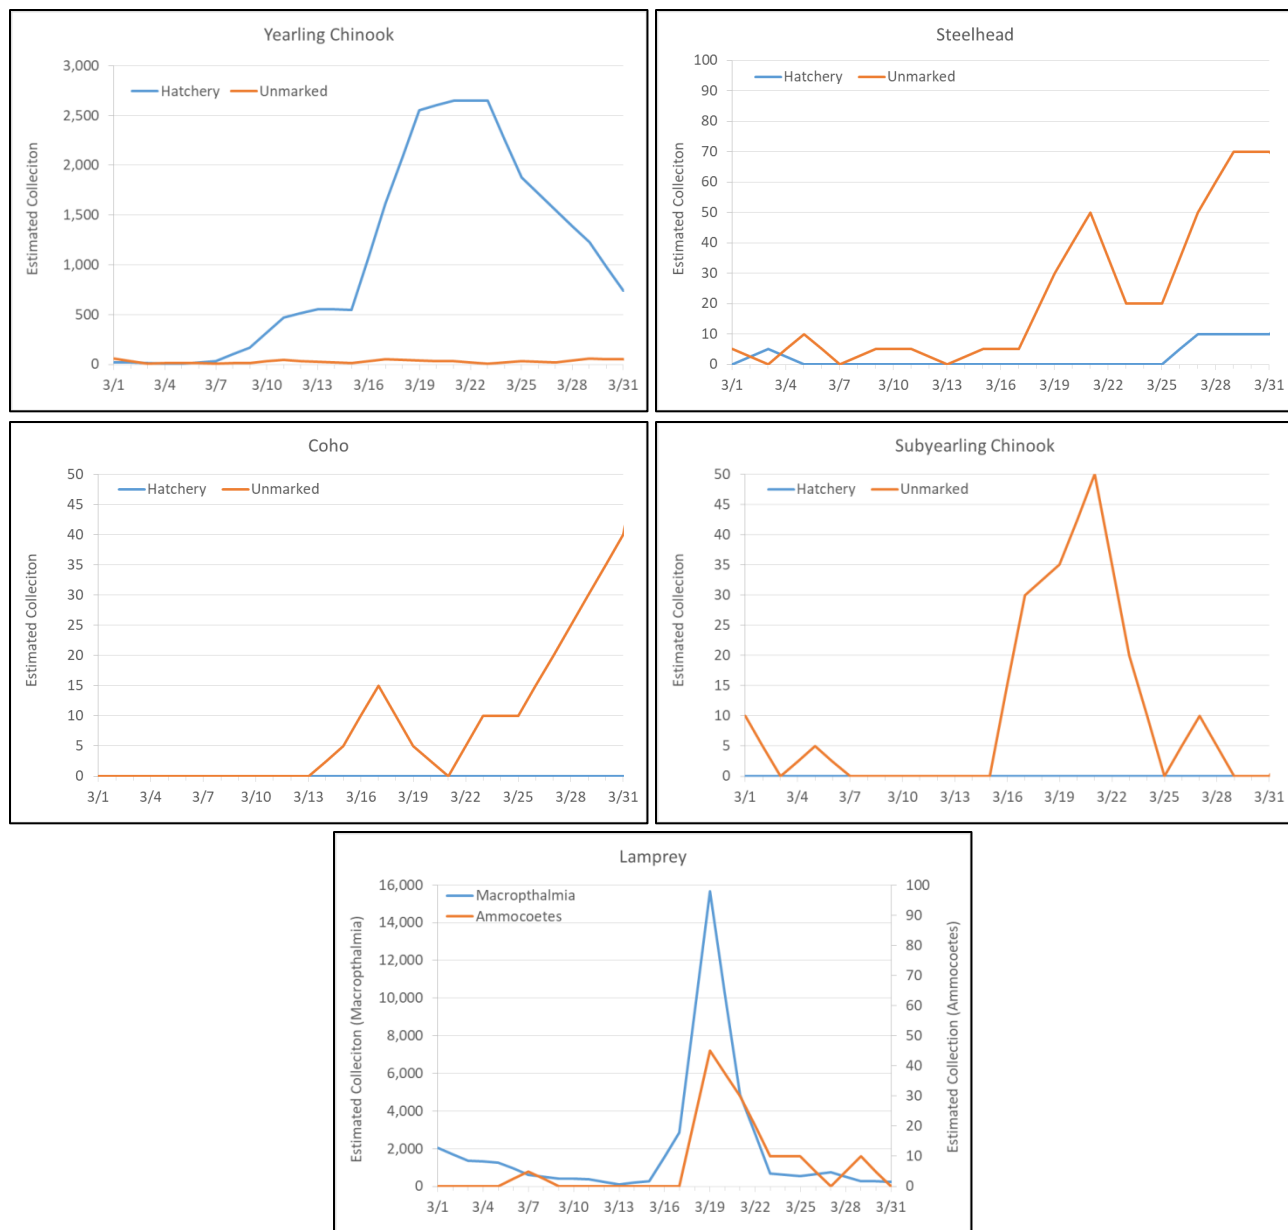 Yearling Chinook
Hatchery Unmarked
Estimated Colleciton
3,000
2,500
2,000
1,500
1,000
500
0
3/1 3/4 3/7 3/10 3/13 3/16 3/19 3/22 3/25 3/28 3/31
Steelhead
Hatchery Unmarked
Estimated Colleciton
100
90
80
70
60
50
40
30
20
10
0
3/1 3/4 3/7 3/10 3/13 3/16 3/19 3/22 3/25 3/28 3/31
Coho
Hatchery Unmarked
Estimated Colleciton
50
45
40
35
30
25
20
15
10
5
0
3/1 3/4 3/7 3/10 3/13 3/16 3/19 3/22 3/25 3/28 3/31
Subyearling Chinook
Hatchery Unmarked
Estimated Colleciton
50
45
40
35
30
25
20
15
10
5
0
3/1 3/4 3/7 3/10 3/13 3/16 3/19 3/22 3/25 3/28 3/31
Lamprey
Macropthalmia
Ammocoetes
Estimated Colleciton (Macropthalmia)
16,000
14,000
12,000
10,000
8,000
6,000
4,000
2,000
0
100
90
80
70
60
50
40
30
20
10
0
Estimated Collection (Ammocoetes)
3/1 3/4 3/7 3/10 3/13 3/16 3/19 3/22 3/25 3/28 3/31